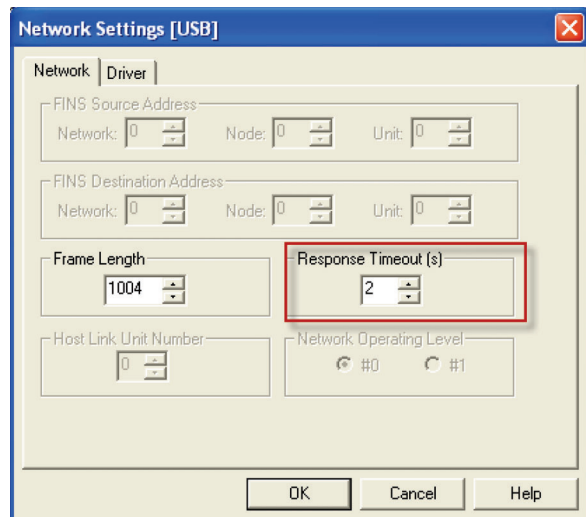 Network Settings [USB]
Network Driver
FINS Source Address
Network: 0 Node: 0 Unit: 0
FINS Destination Address
Network: 0 Node: 0 Unit: 0
Frame Length
1004
Response Timeout (s)
2
Host Link Unit Number
0
Network Operating Level
#0 #1
OK Cancel Help